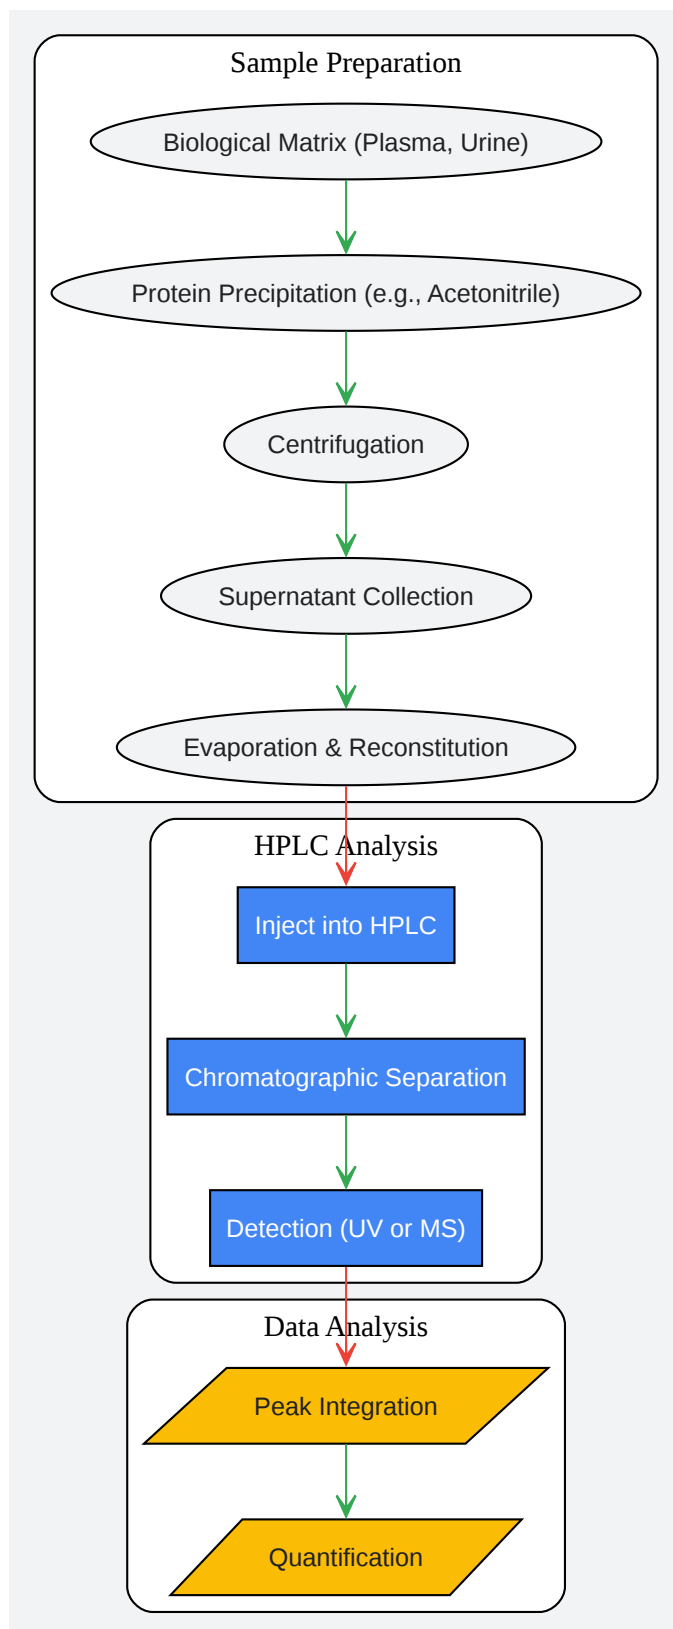 Sample Preparation
Biological Matrix (Plasma, Urine)
Protein Precipitation (e.g., Acetonitrile)
Centrifugation
Supernatant Collection
Evaporation & Reconstitution
HPLC Analysis
Inject into HPLC
Chromatographic Separation
Detection (UV or MS)
Data Analysis
Peak Integration
Quantification